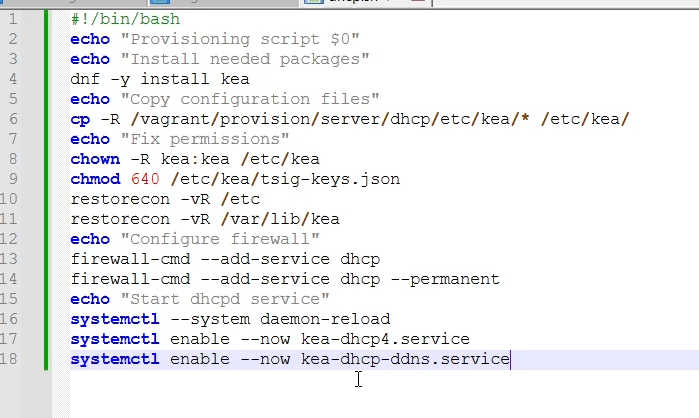 1 #!/bin/bash
2 echo "Provisioning script $0"
3 echo "Install needed packages"
4 dnf -y install kea
5 echo "Copy configuration files"
6 cp -R /vagrant/provision/server/dhcp/etc/kea/* /etc/kea/
7 echo "Fix permissions"
8 chown -R kea:kea /etc/kea
9 chmod 640 /etc/kea/tsig-keys.json
10 restorecon -vR /etc
11 restorecon -vR /var/lib/kea
12 echo "Configure firewall"
13 firewall-cmd --add-service dhcp
14 firewall-cmd --add-service dhcp --permanent
15 echo "Start dhcpd service"
16 systemctl --system daemon-reload
17 systemctl enable --now kea-dhcp4.service
18 systemctl enable --now kea-dhcp-ddns.service